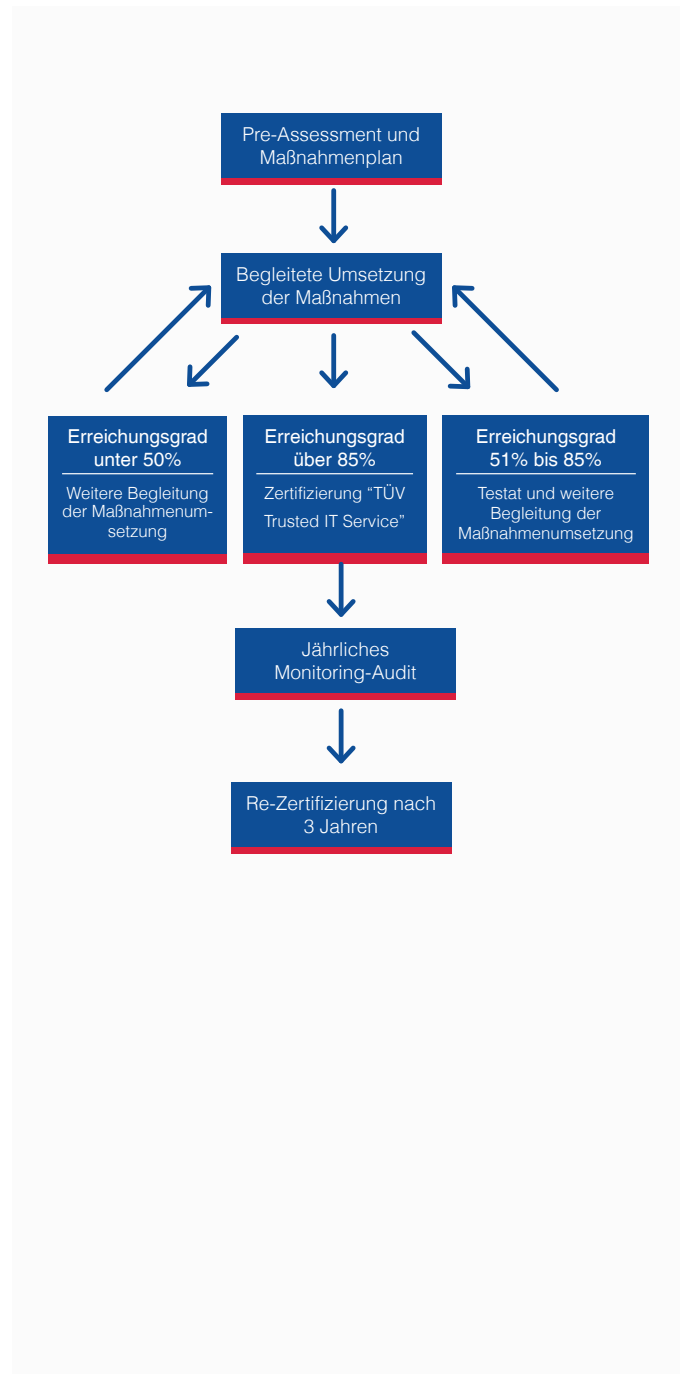 Pre-Assessment und
Maßnahmenplan
Begleitete Umsetzung
der Maßnahmen
Erreichungsgrad
unter 50%
Weitere Begleitung
der Maßnahmenum-
setzung
Erreichungsgrad
über 85%
Zertifizierung “TÜV
Trusted IT Service”
Erreichungsgrad
51% bis 85%
Testat und weitere
Begleitung der
Maßnahmenumsetzung
Jährliches
Monitoring-Audit
Re-Zertifizierung nach
3 Jahren